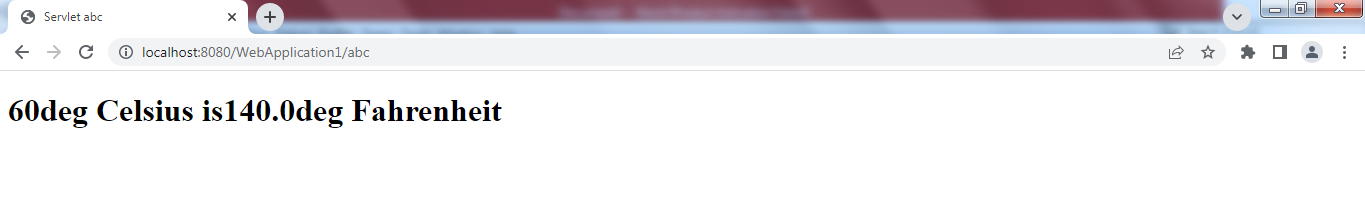 Servlet abc
localhost:8080/WebApplication1/abc
60deg Celsius is140.0deg Fahrenheit